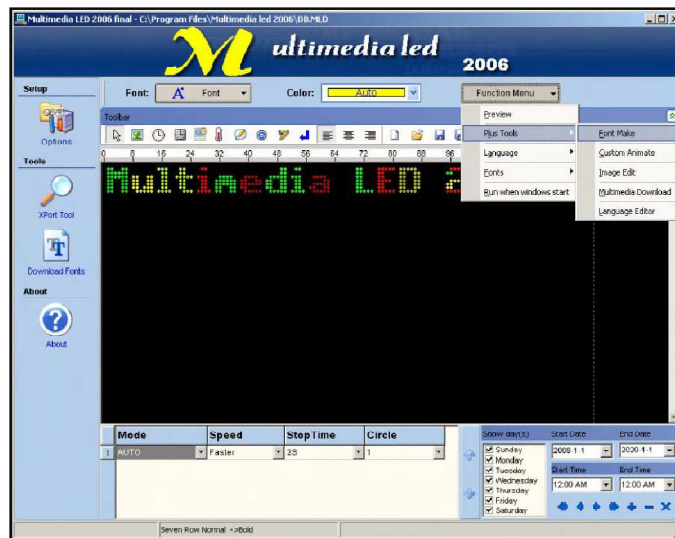 Multimedia LED 2006 final - C:\Program Files\Multimedia led 2006\DB.MLD
Multimedia led
2006
Setup
Options
Tools
XPort Tool
Download Fonts
About
About
Font: A Font
Color: Auto
Function Menu
Preview
Plus Tools
Language
Fonts
Run when windows start
Font Make
Custom Animate
Image Edit
Multimedia Download
Language Editor
Toolbar
0 8 16 24 32 40 48 56 64 72 80 88 96
Multimedia LED 2
Mode Speed StopTime Circle
1 AUTO Faster 2S 1
Show day(s)
Sunday
Monday
Tuesday
Wednesday
Thursday
Friday
Saturday
Start Date End Date
2008-1-1 2020-1-1
Start Time End Time
12:00 AM 12:00 AM
Seven Row Normal ->Bold